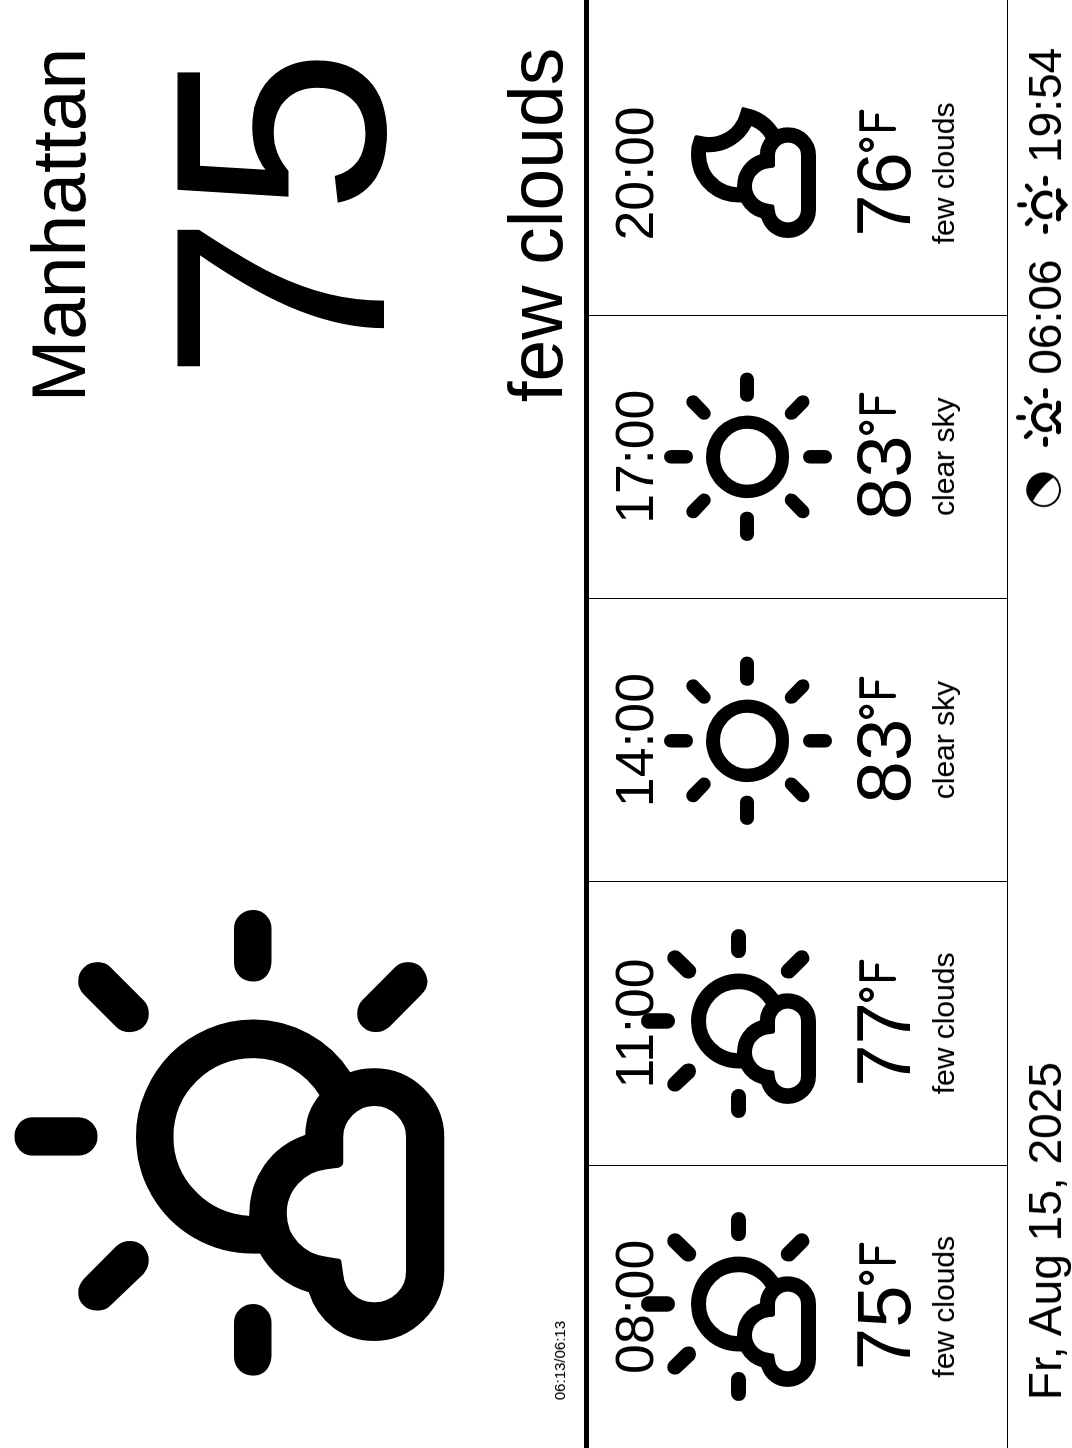 Manhattan
75
few clouds
06:13/06:13
08:00
75°F
few clouds
11:00
77°F
few clouds
14:00
83°F
clear sky
17:00
83°F
clear sky
20:00
76°F
few clouds
Fr, Aug 15, 2025
06:06
19:54